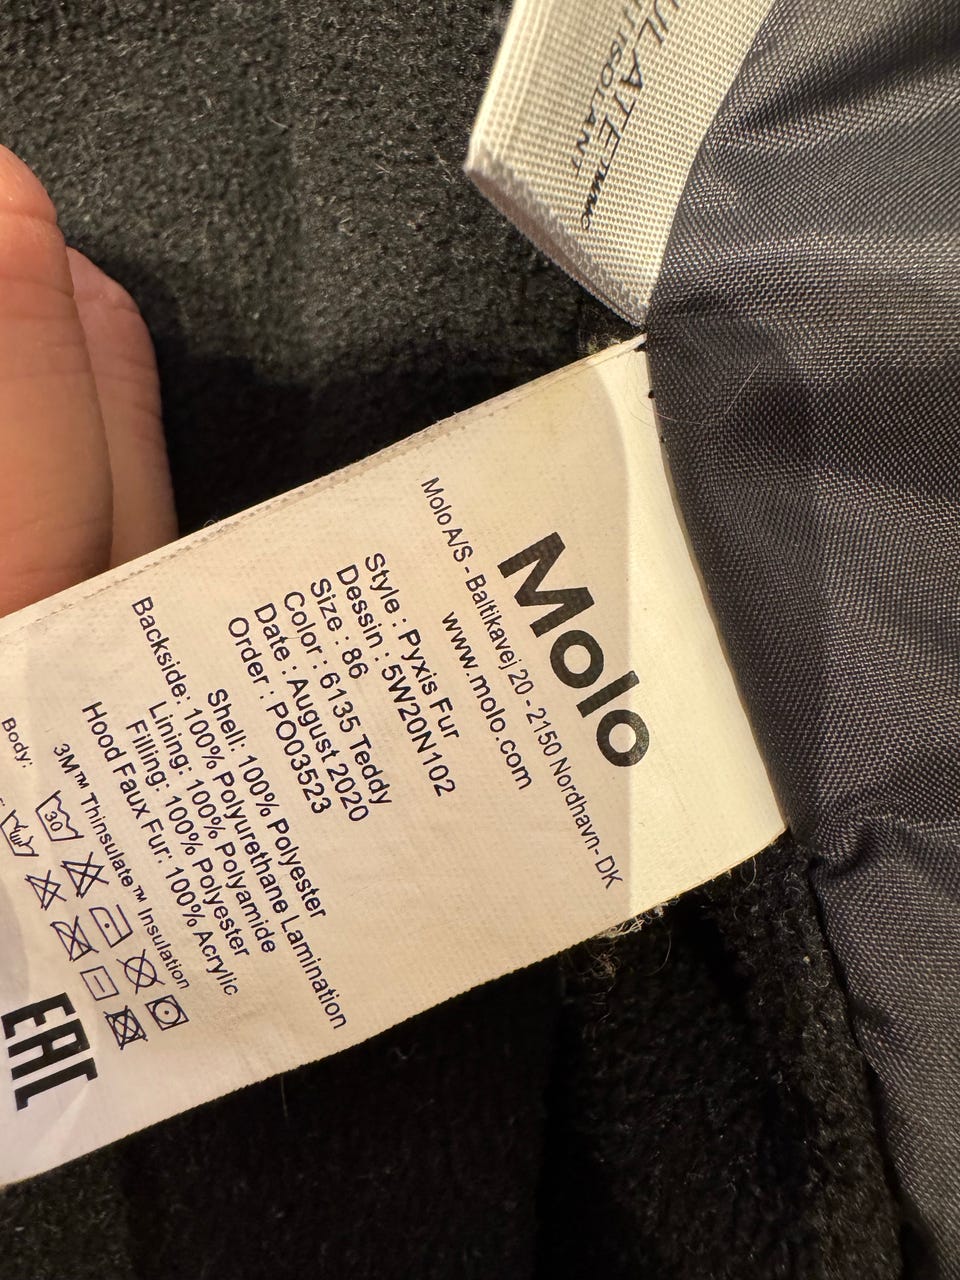 Molo
Molo A/S - Baltikavej 20 - 2150 Nordhavn- DK
www.molo.com
Style : Pyxis Fur
Dessin : 5W20N102
Size : 86
Color : 6135 Teddy
Date : August 2020
Order : PO03523
Shell: 100% Polyester
Backside: 100% Polyurethane Lamination
Lining: 100% Polyamide
Filling: 100% Polyester
Hood Faux Fur: 100% Acrylic
3M™ Thinsulate™ Insulation
30
Body:
EAC